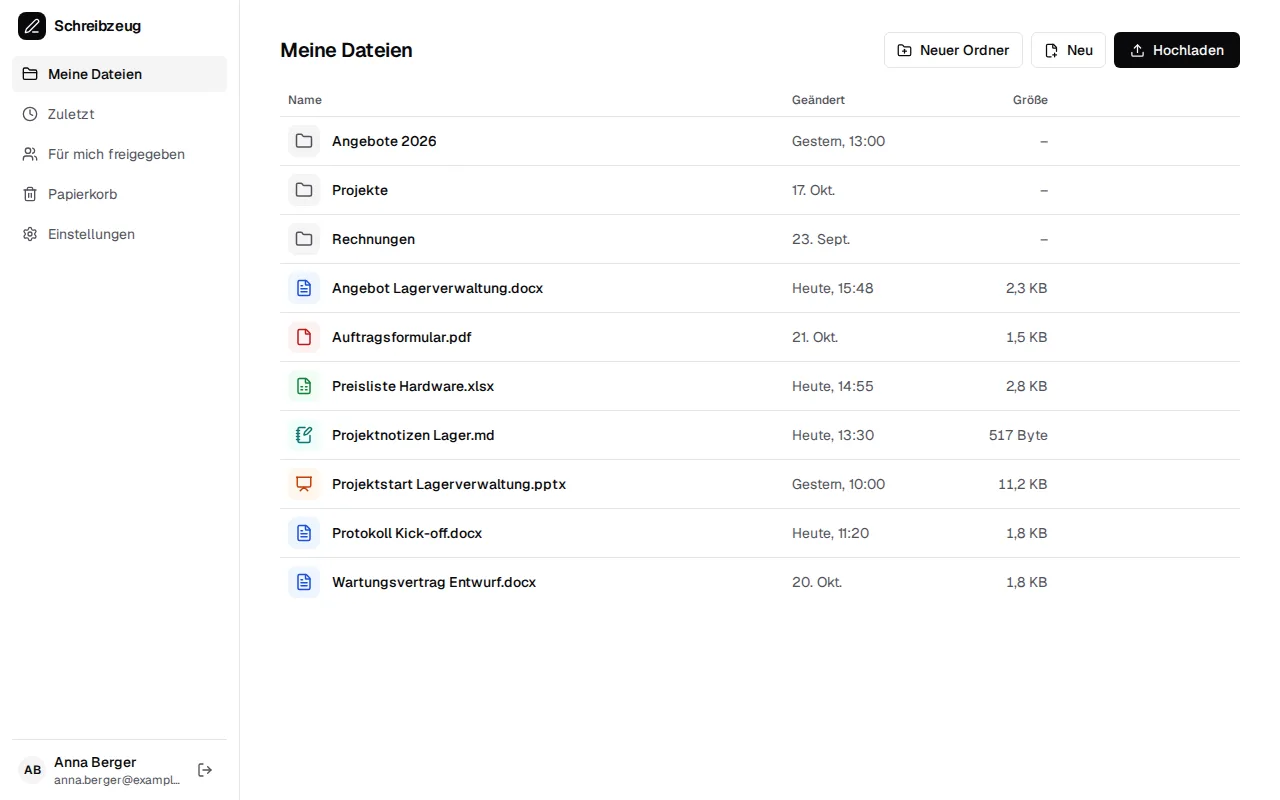 Schreibzeug
Meine Dateien
Zuletzt
Für mich freigegeben
Papierkorb
Einstellungen
AB
Anna Berger
anna.berger@exampl...
Meine Dateien
Neuer Ordner
Neu
Hochladen
Name Geändert Größe
Angebote 2026 Gestern, 13:00 –
Projekte 17. Okt. –
Rechnungen 23. Sept. –
Angebot Lagerverwaltung.docx Heute, 15:48 2,3 KB
Auftragsformular.pdf 21. Okt. 1,5 KB
Preisliste Hardware.xlsx Heute, 14:55 2,8 KB
Projektnotizen Lager.md Heute, 13:30 517 Byte
Projektstart Lagerverwaltung.pptx Gestern, 10:00 11,2 KB
Protokoll Kick-off.docx Heute, 11:20 1,8 KB
Wartungsvertrag Entwurf.docx 20. Okt. 1,8 KB